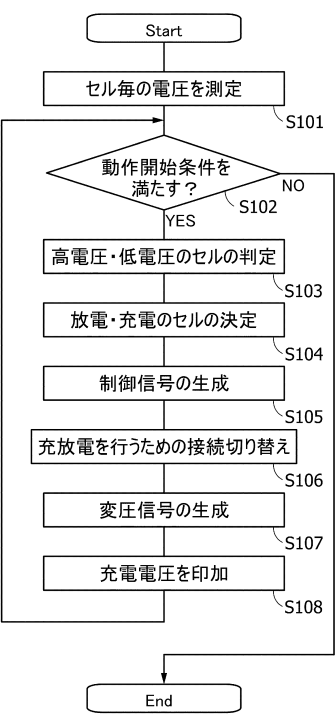 Start
セル毎の電圧を測定
S101
動作開始条件を
満たす？
NO
S102
YES
高電圧・低電圧のセルの判定
S103
放電・充電のセルの決定
S104
制御信号の生成
S105
充放電を行うための接続切り替え
S106
変圧信号の生成
S107
充電電圧を印加
S108
End